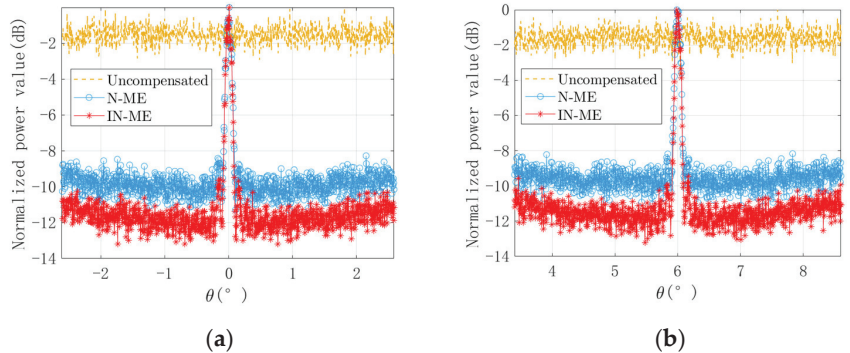 Normalized power value(dB)
-2
-4
-6
-8
-10
-12
-14
Uncompensated
N-ME
IN-ME
-2
-1
0
1
2
θ(°)
(a)
Normalized power value(dB)
0
-2
-4
-6
-8
-10
-12
-14
Uncompensated
N-ME
IN-ME
4
5
6
7
8
θ(°)
(b)